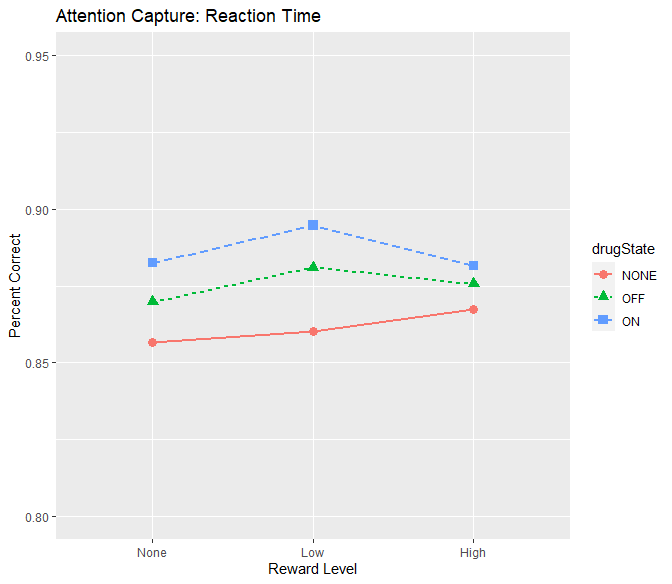 Attention Capture: Reaction Time
0.95
0.90
0.85
0.80
Percent Correct
None
Low
High
Reward Level
drugState
NONE
OFF
ON